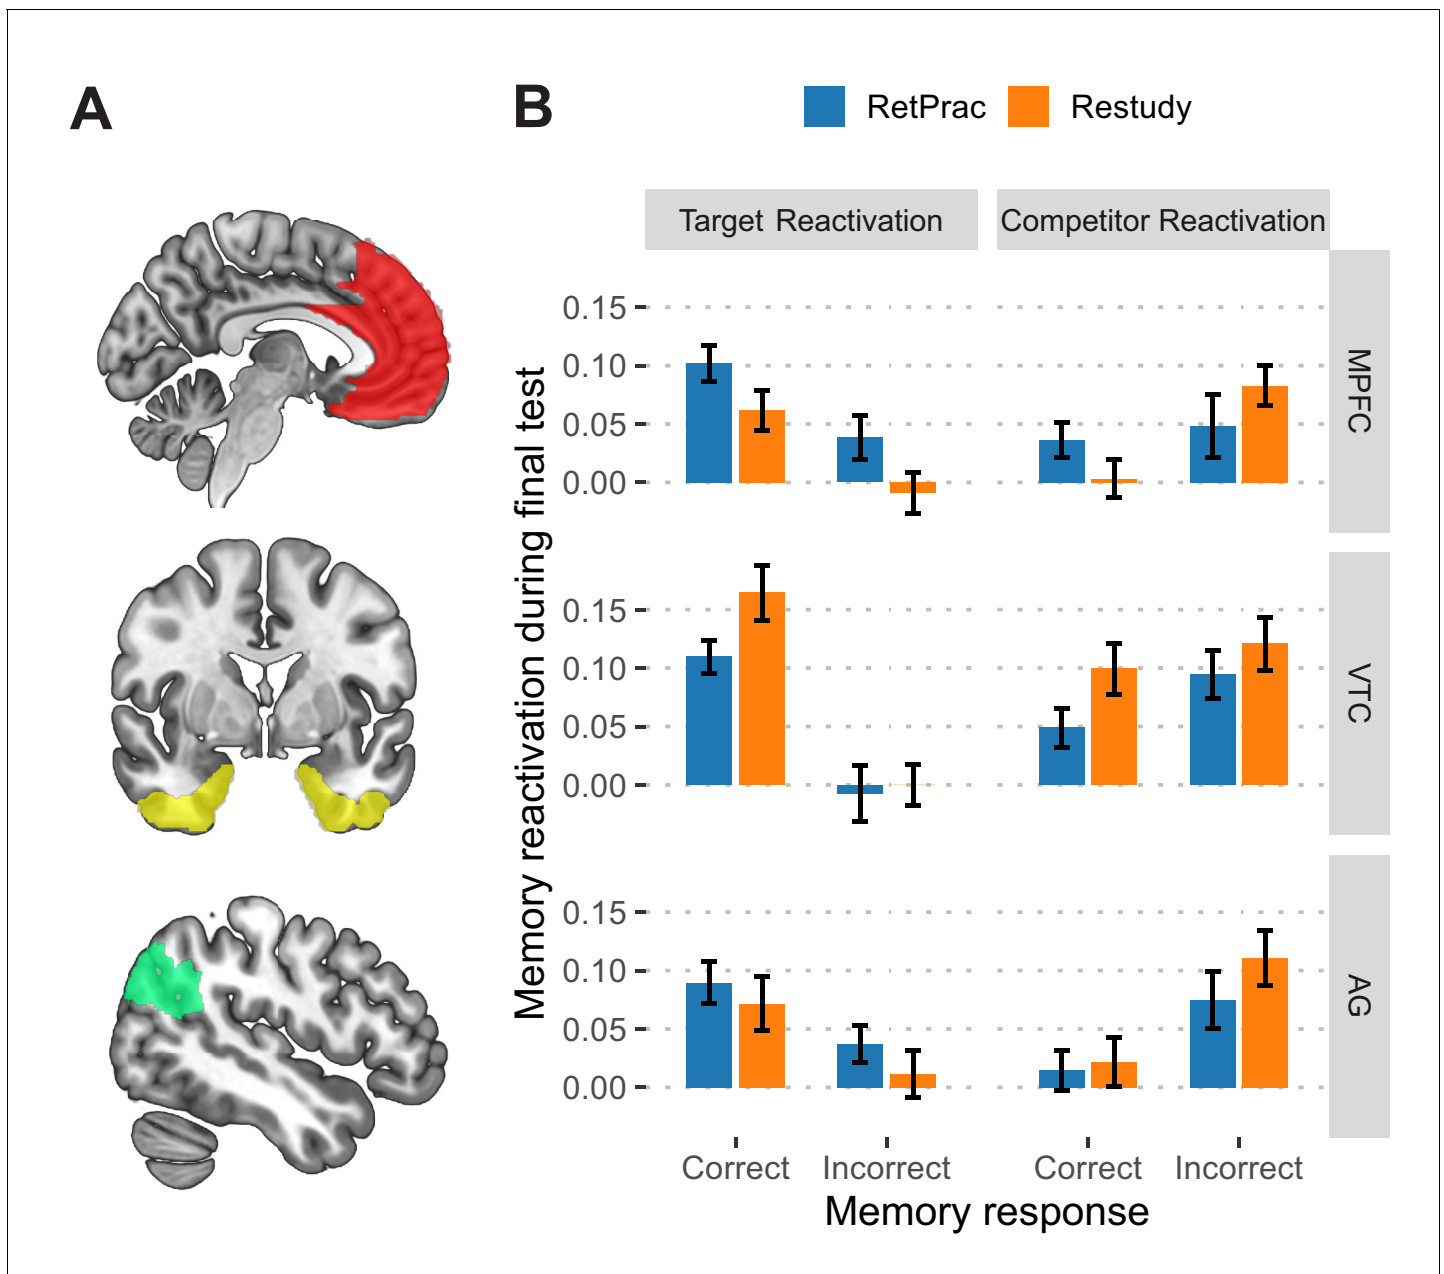 A
B
RetPrac Restudy
Target Reactivation Competitor Reactivation
Memory reactivation during final test
0.15
0.10
0.05
0.00
MPFC
0.15
0.10
0.05
0.00
VTC
0.15
0.10
0.05
0.00
AG
Correct Incorrect Correct Incorrect
Memory response